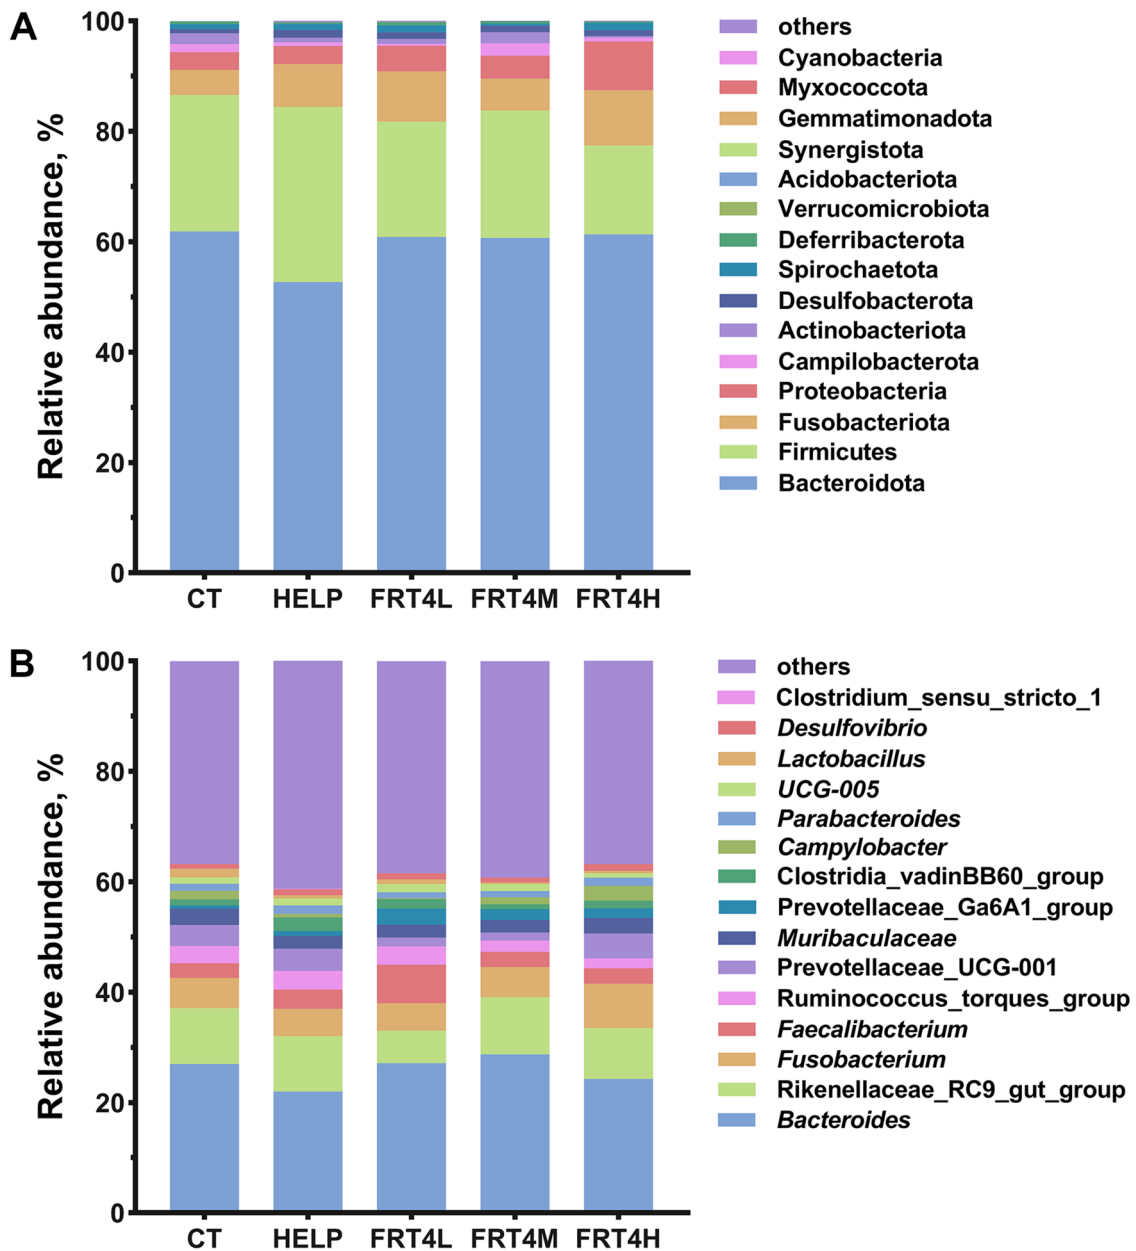 A
Relative abundance, %
100
80
60
40
20
0
CT HELP FRT4L FRT4M FRT4H
others
Cyanobacteria
Myxococcota
Gemmatimonadota
Synergistota
Acidobacteriota
Verrucomicrobiota
Deferribacterota
Spirochaetota
Desulfobacterota
Actinobacteriota
Campilobacterota
Proteobacteria
Fusobacteriota
Firmicutes
Bacteroidota
B
Relative abundance, %
100
80
60
40
20
0
CT HELP FRT4L FRT4M FRT4H
others
Clostridium_sensu_stricto_1
Desulfovibrio
Lactobacillus
UCG-005
Parabacteroides
Campylobacter
Clostridia_vadinBB60_group
Prevotellaceae_Ga6A1_group
Muribaculaceae
Prevotellaceae_UCG-001
Ruminococcus_torques_group
Faecalibacterium
Fusobacterium
Rikenellaceae_RC9_gut_group
Bacteroides